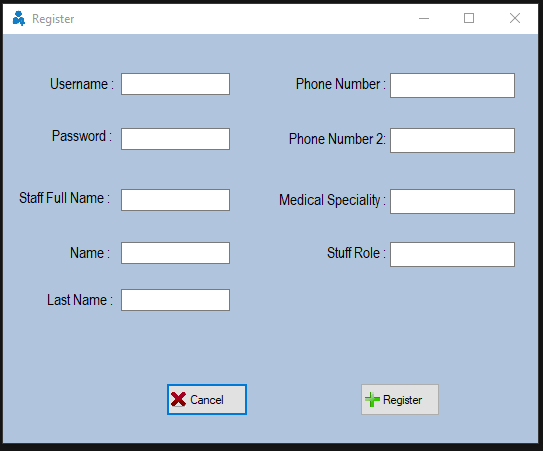 Register
Username :
Phone Number :
Password :
Phone Number 2:
Staff Full Name :
Medical Speciality :
Name :
Stuff Role :
Last Name :
Cancel
Register